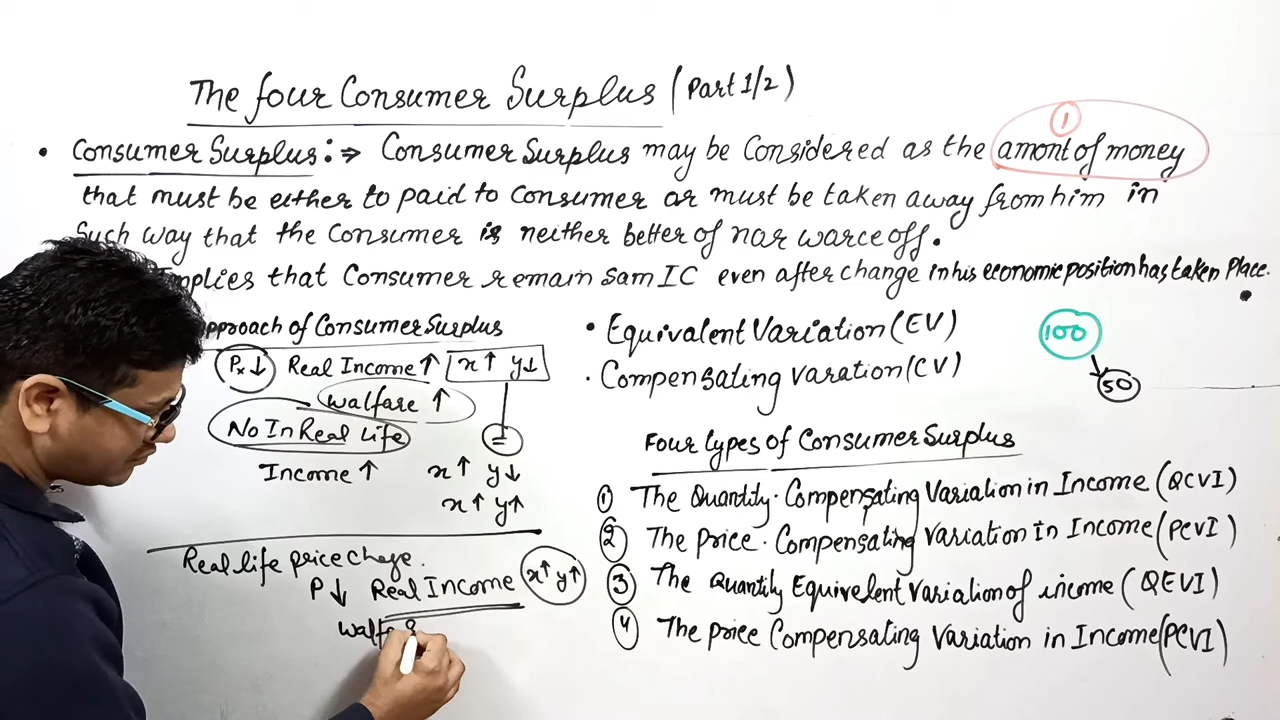 The four Consumer Surplus (Part 1/2)
• Consumer Surplus :⇒ Consumer Surplus may be Considered as the amont of money
1
that must be either to paid to Consumer or must be taken away from him in
Such way that the Consumer is neither better of nar warce off.
implies that Consumer remain Sam IC even after change in his economic position has taken Place.
approach of Consumer Surplus
Px ↓ Real Income ↑ x ↑ y ↓
walfare ↑
No In Real Life =
Income ↑ x ↑ y ↓
x ↑ y ↑
Real life price chage.
P ↓ Real Income x↑ y↑
walfa
• Equivalent Variation (EV)
· Compensating varation (CV)
100
50
Four types of Consumer Surplus
1 The Quantity · Compensating Variation in Income (QCVI)
2 The price · Compensating Variation In Income (PCVI)
3 The Quantily Equivelent variation of income (QEVI)
4 The price Compensating Variation in Income (PCVI)